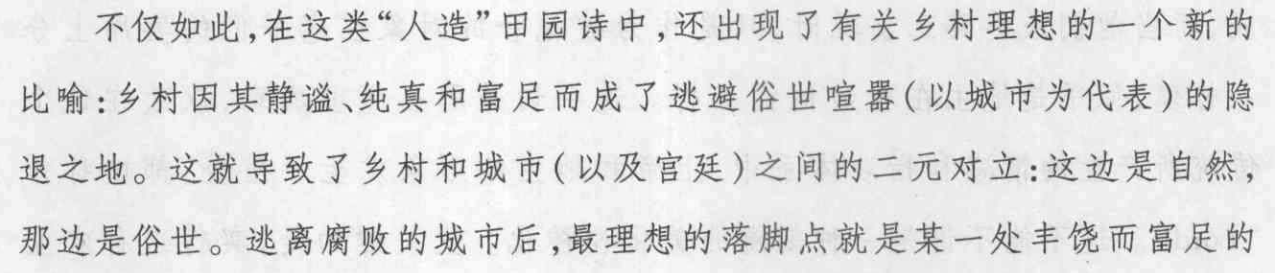 不仅如此,在这类“人造”田园诗中,还出现了有关乡村理想的一个新的
比喻:乡村因其静谧、纯真和富足而成了逃避俗世喧嚣(以城市为代表)的隐
退之地。这就导致了乡村和城市(以及宫廷)之间的二元对立:这边是自然,
那边是俗世。逃离腐败的城市后,最理想的落脚点就是某一处丰饶而富足的